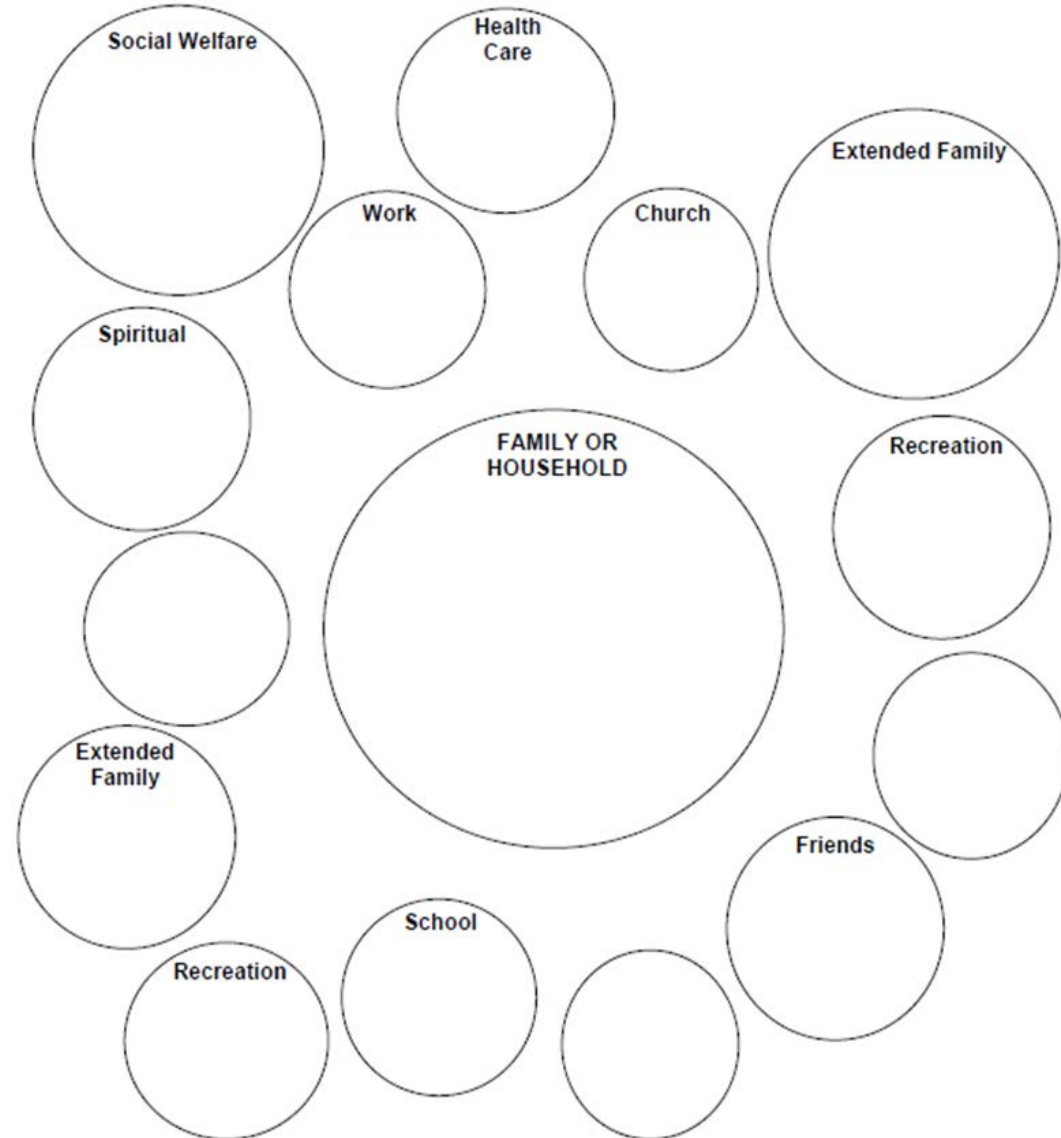 Social Welfare
Health
Care
Extended Family
Work
Church
Spiritual
FAMILY OR
HOUSEHOLD
Recreation
Extended
Family
Friends
School
Recreation